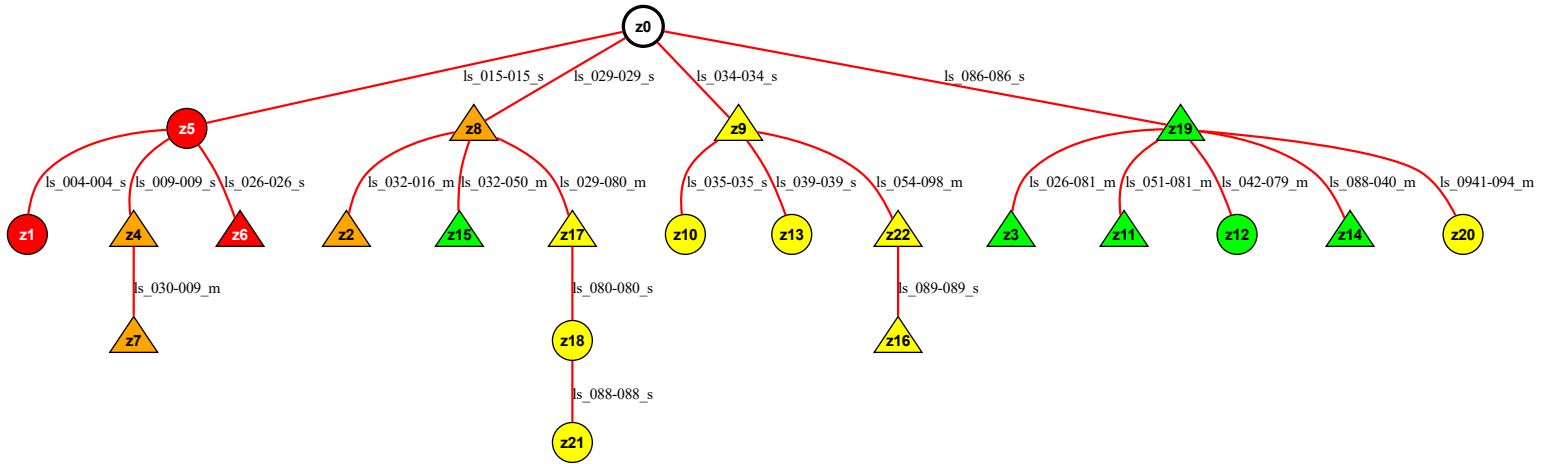 z0
ls_015-015_s ls_029-029_s ls_034-034_s ls_086-086_s
z5 z8 z9 z19
ls_004-004_s ls_009-009_s ls_026-026_s ls_032-016_m ls_032-050_m ls_029-080_m ls_035-035_s ls_039-039_s ls_054-098_m ls_026-081_m ls_051-081_m ls_042-079_m ls_088-040_m ls_0941-094_m
z1 z4 z6 z2 z15 z17 z10 z13 z22 z3 z11 z12 z14 z20
ls_030-009_m ls_080-080_s ls_089-089_s
z7 z18 z16
ls_088-088_s
z21